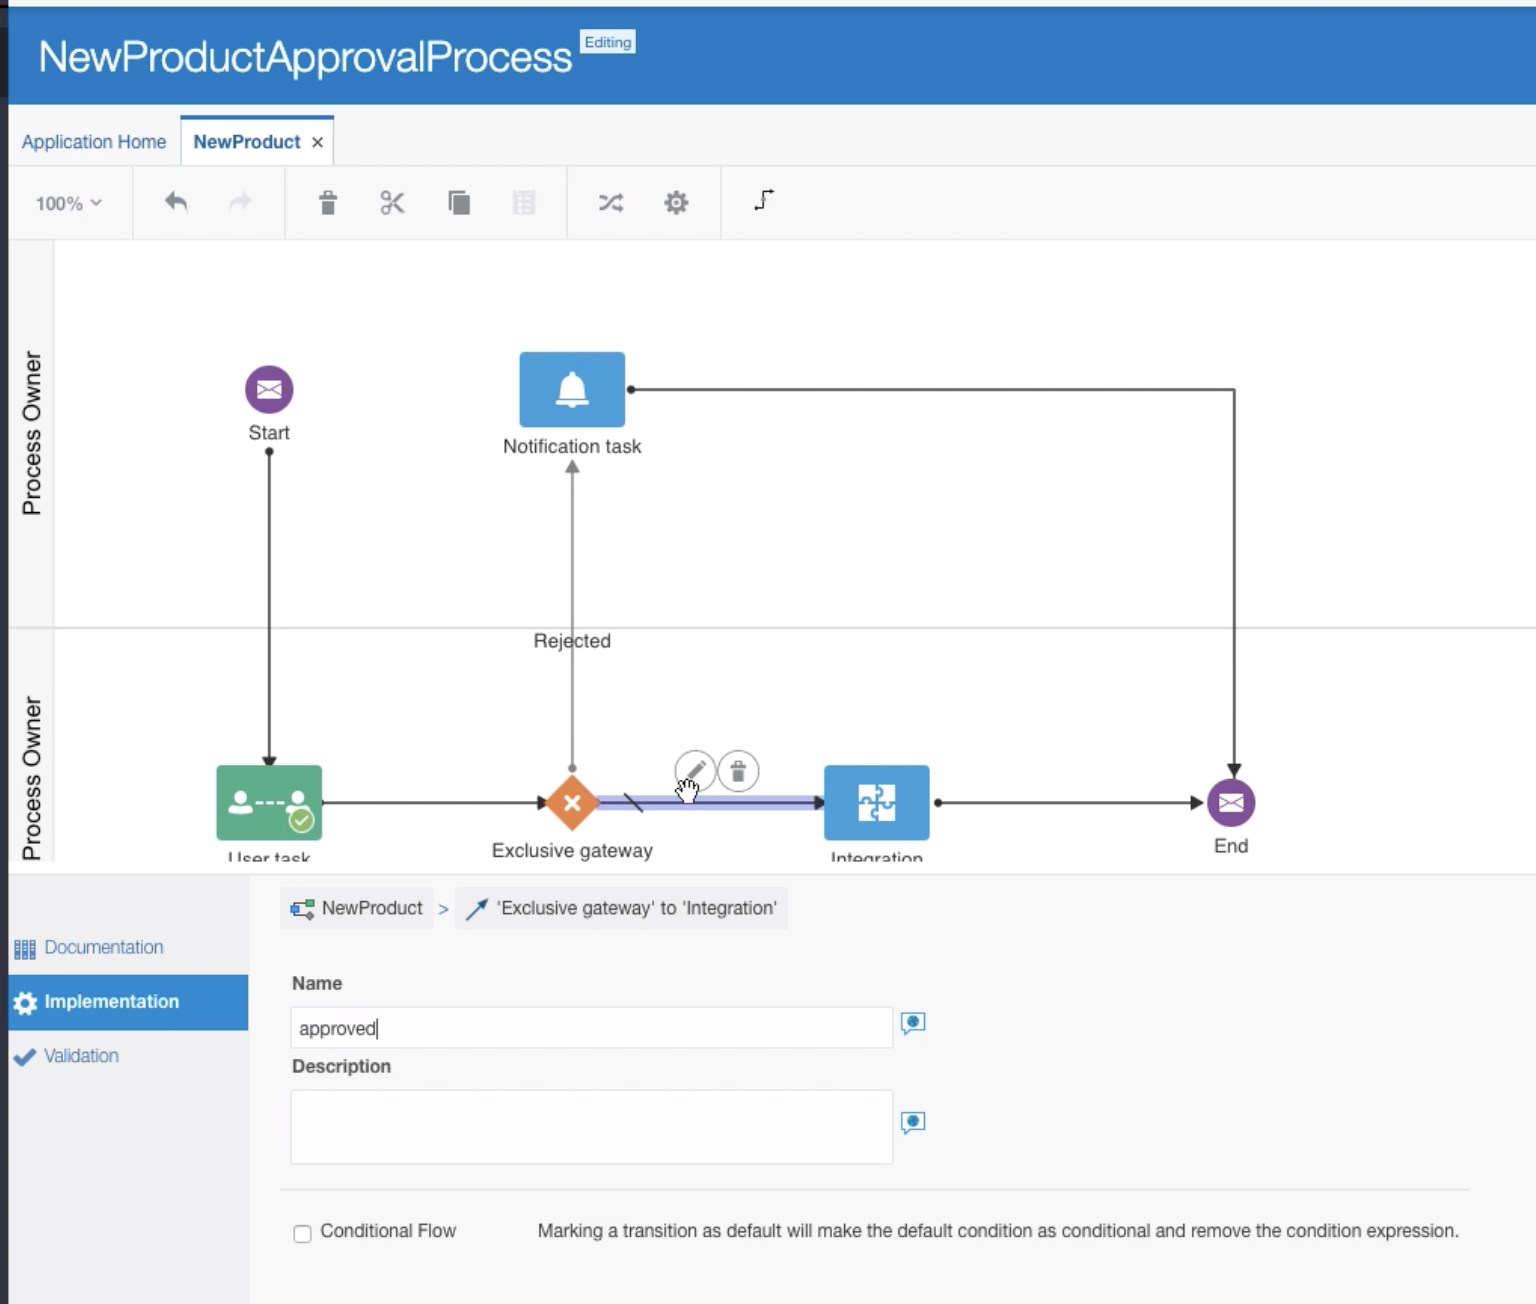 NewProductApprovalProcess Editing
Application Home NewProduct ×
100%
Process Owner
Start
Notification task
Rejected
Process Owner
User task
Exclusive gateway
Integration
End
NewProduct > 'Exclusive gateway' to 'Integration'
Documentation
Implementation
Validation
Name
approved
Description
Conditional Flow Marking a transition as default will make the default condition as conditional and remove the condition expression.